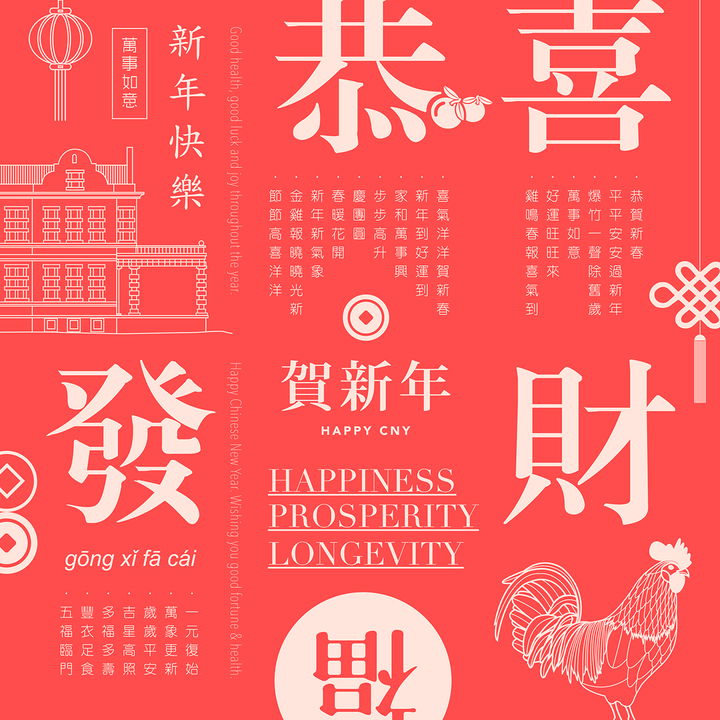 恭
喜
新年快樂
萬事如意
Good health, good luck and joy throughout the year.
恭賀新春
平平安安過新年
爆竹一聲除舊歲
萬事如意
好運旺旺來
雞鳴春報喜氣到
喜氣洋洋賀新春
新年到好運到
家和萬事興
步步高升
慶團圓
春暖花開
新年新氣象
金雞報曉曉光新
節節高喜洋洋
發
財
gōng xǐ fā cái
賀新年
HAPPY CNY
HAPPINESS
PROSPERITY
LONGEVITY
Happy Chinese New Year. Wishing you good fortune & health.
一元復始
萬象更新
歲歲平安
吉星高照
多福多壽
豐衣足食
五福臨門
福